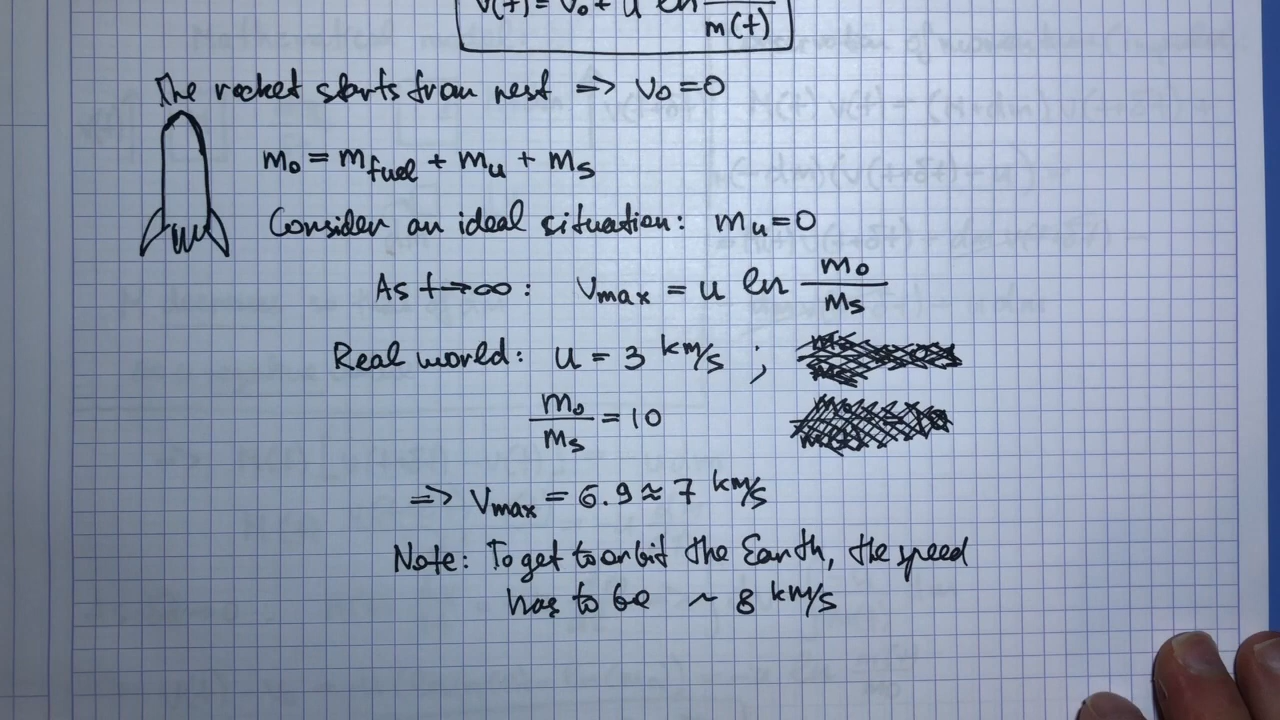 v(t) = v₀ + u ln / m(t)
The rocket starts from rest => v₀ = 0
m₀ = m_fuel + m_u + m_s
Consider an ideal situation: m_u = 0
As t→∞: v_max = u ln m₀/m_s
Real world: u = 3 km/s ;
m₀/m_s = 10
=> v_max = 6.9 ≈ 7 km/s
Note: To get to orbit the Earth, the speed
has to be ~ 8 km/s